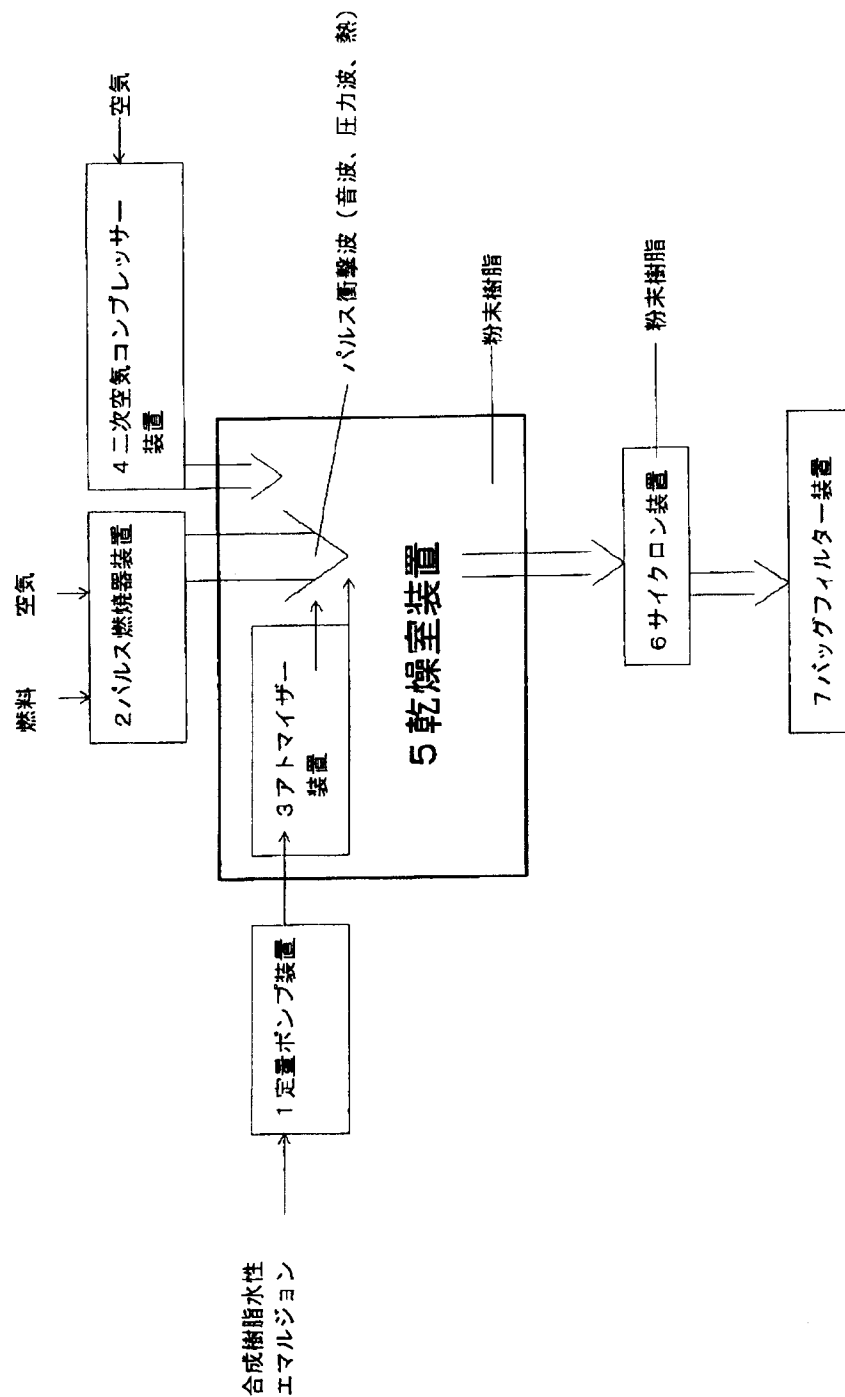 燃料
空気
2パルス燃焼器装置
4二次空気コンプレッサー
装置
空気
パルス衝撃波（音波、圧力波、熱）
3アトマイザー
装置
合成樹脂水性
エマルジョン
1定量ポンプ装置
5乾燥室装置
粉末樹脂
6サイクロン装置
粉末樹脂
7バッグフィルター装置